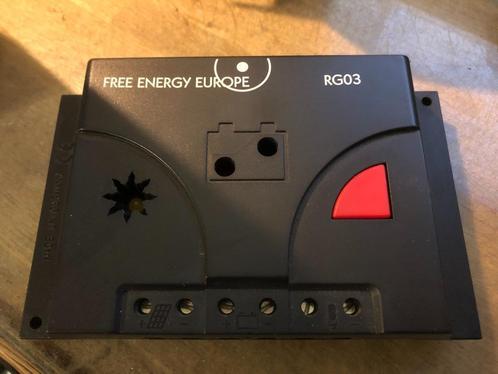 FREE ENERGY EUROPE
RG03
+ - + - + -